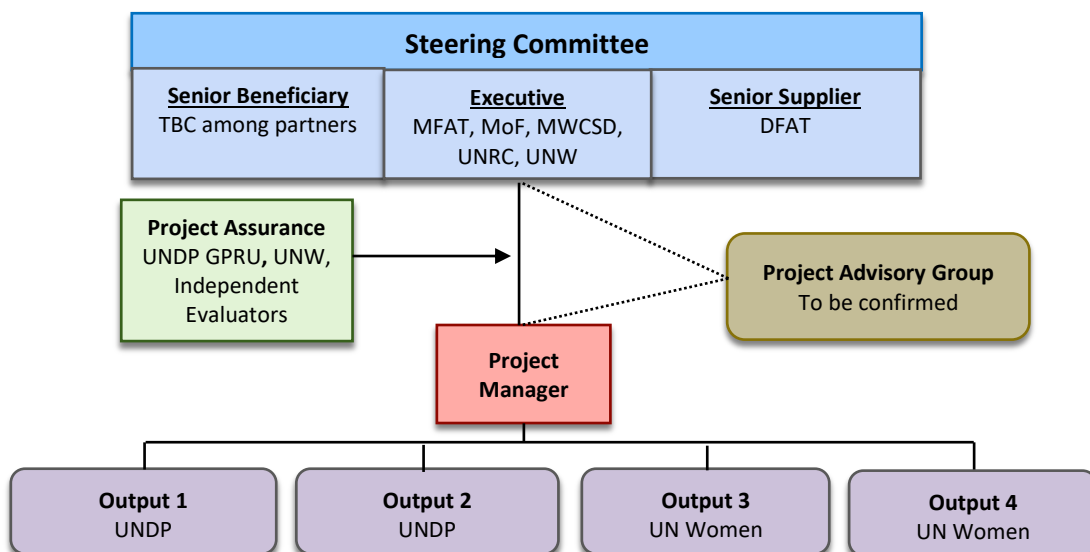 Steering Committee
Senior Beneficiary
TBC among partners
Executive
MFAT, MoF, MWCSD,
UNRC, UNW
Senior Supplier
DFAT
Project Assurance
UNDP GPRU, UNW,
Independent
Evaluators
Project Advisory Group
To be confirmed
Project
Manager
Output 1
UNDP
Output 2
UNDP
Output 3
UN Women
Output 4
UN Women